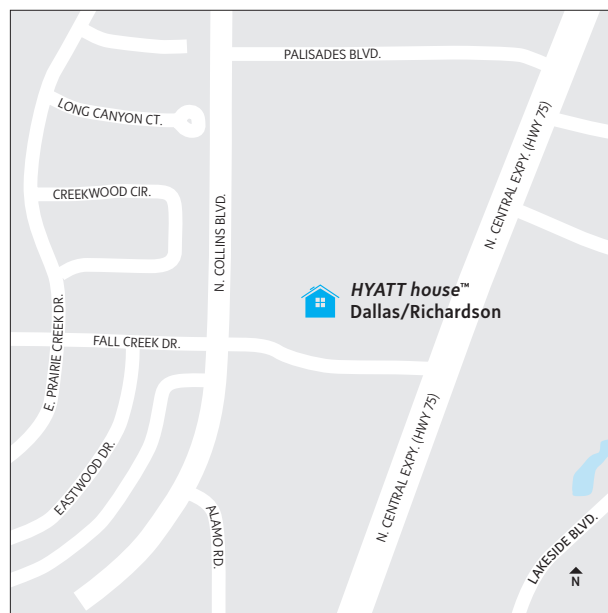 PALISADES BLVD.
LONG CANYON CT.
CREEKWOOD CIR.
N. COLLINS BLVD.
N. CENTRAL EXPY. (HWY 75)
HYATT house™
Dallas/Richardson
E. PRAIRIE CREEK DR.
FALL CREEK DR.
EASTWOOD DR.
N. CENTRAL EXPY. (HWY 75)
ALAMO RD.
LAKESIDE BLVD.
N